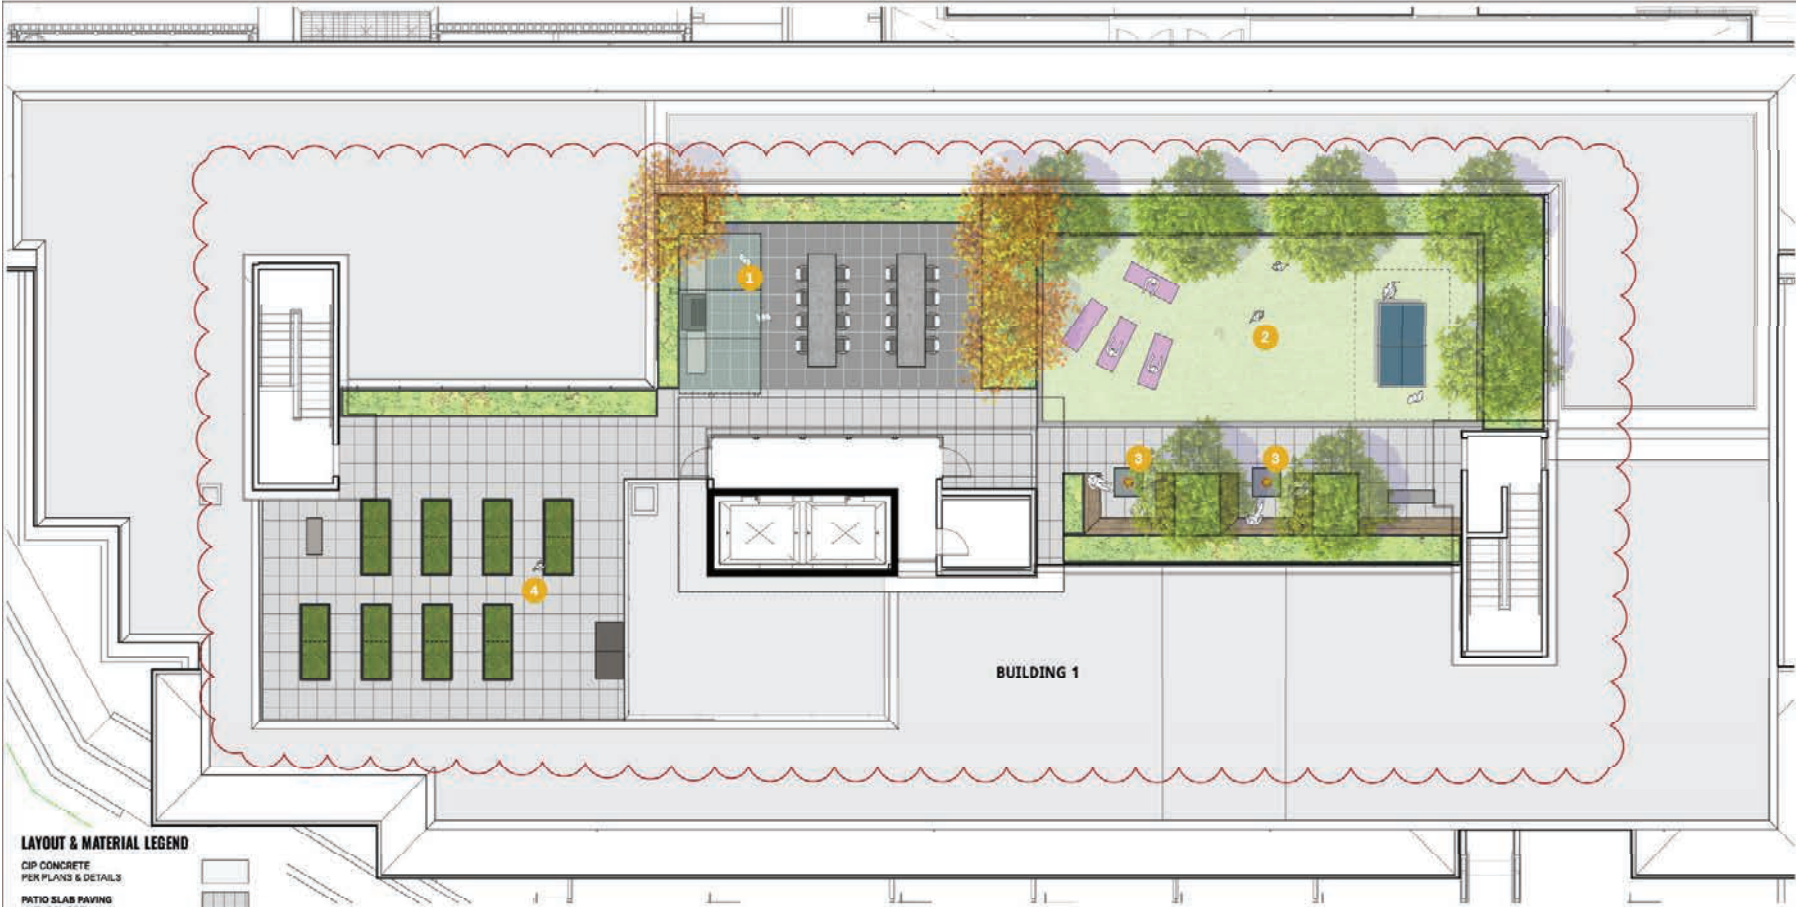 1
2
3
3
4
BUILDING 1
LAYOUT & MATERIAL LEGEND
CIP CONCRETE
PER PLANS & DETAILS
PATIO SLAB PAVING